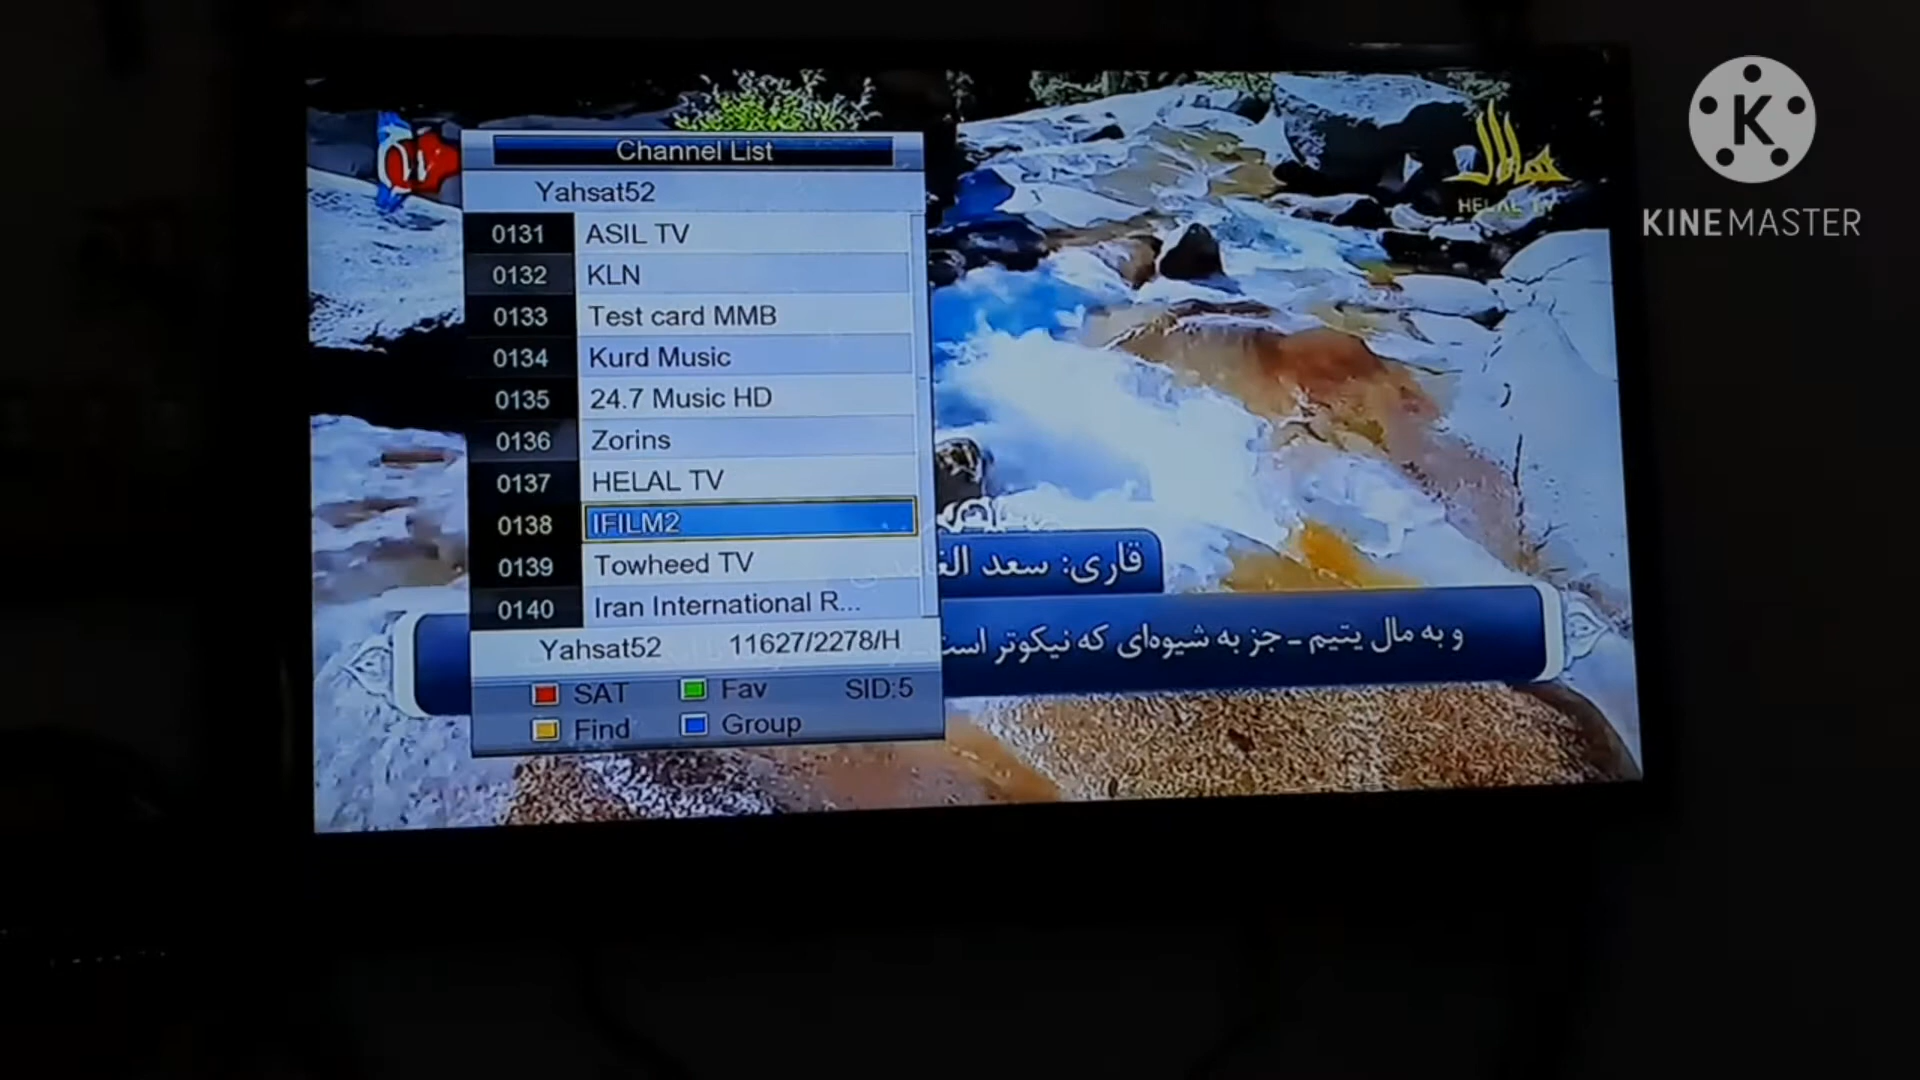 Channel List
Yahsat52
0131 ASIL TV
0132 KLN
0133 Test card MMB
0134 Kurd Music
0135 24.7 Music HD
0136 Zorins
0137 HELAL TV
0138 IFILM2
0139 Towheed TV
0140 Iran International R...
Yahsat52 11627/2278/H
SAT Fav SID:5
Find Group
هلال
HELAL TV
KINEMASTER
قاری: سعد
و به مال یتیم - جز به شیوه‌ای که نیکوتر است